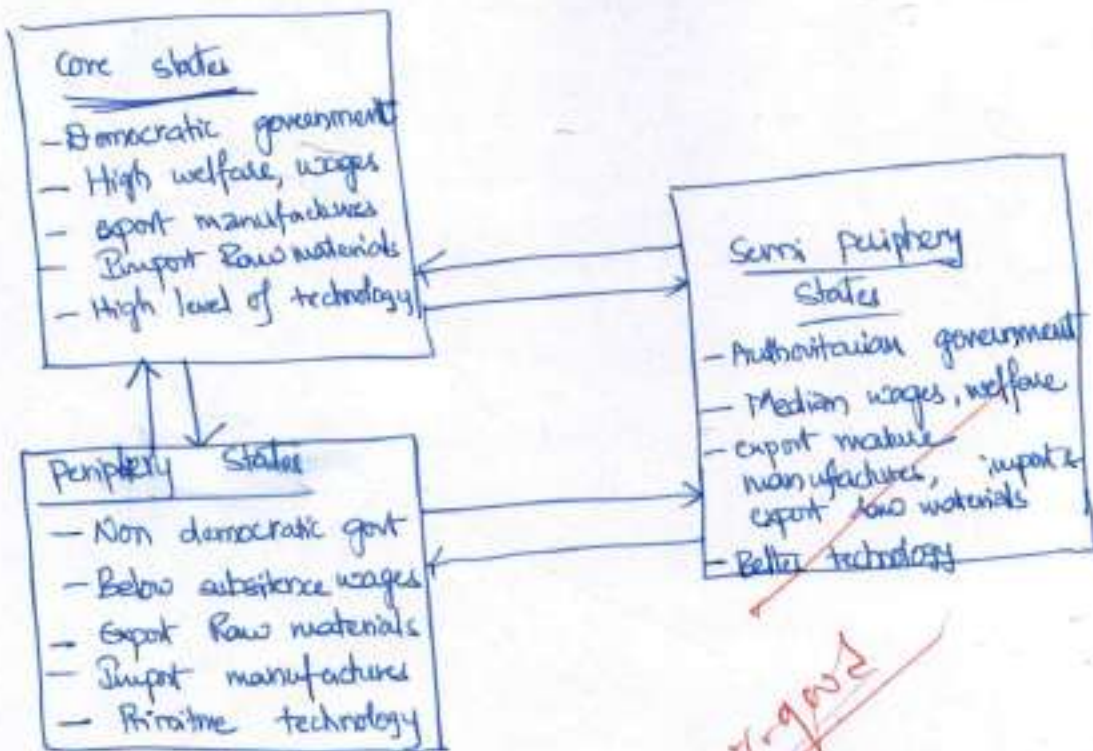 Core states
- Democratic government
- High welfare, wages
- export manufactures
- Import Raw materials
- High level of technology
Periphery States
- Non democratic govt
- Below subsitence wages
- Export Raw materials
- Import manufactures
- Primitive technology
Semi Periphery
States
- Authoritarian government
- Median wages, welfare
- export mature
manufactures, import &
export raw materials
- Better technology